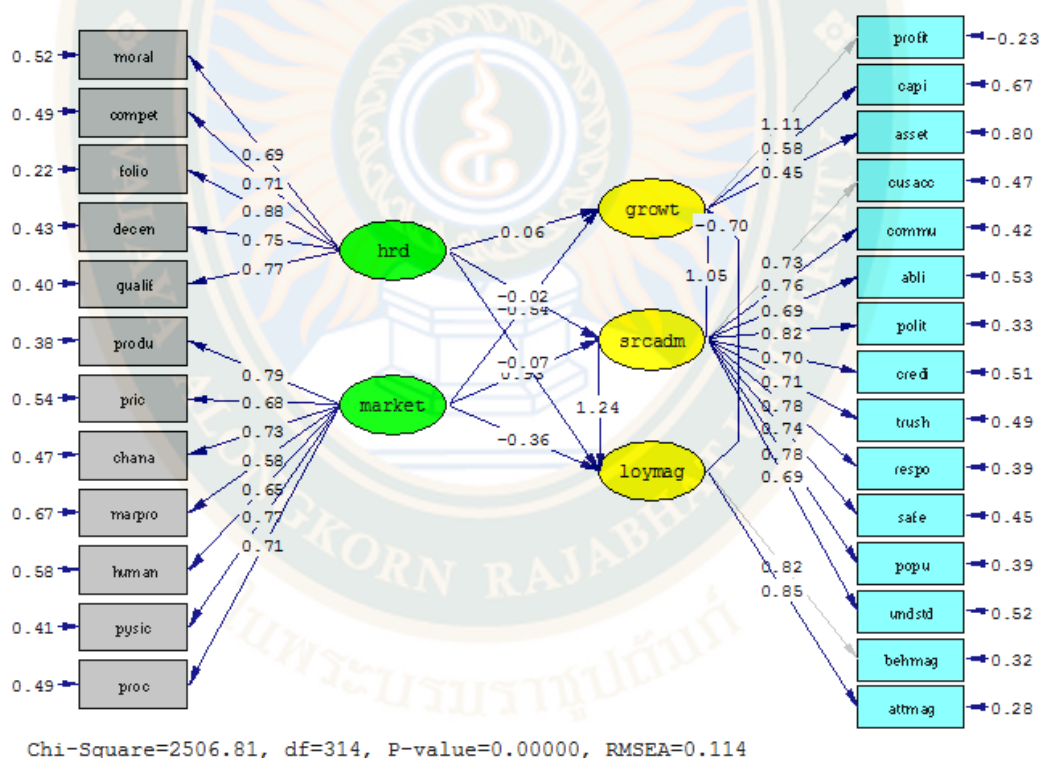 0.52 moral
0.49 compet
0.22 folio
0.43 decen
0.40 qualif
0.38 produ
0.54 pric
0.47 chana
0.67 marpro
0.58 human
0.41 pysic
0.49 proc
0.69
0.71
0.88
0.75
0.77
0.79
0.68
0.73
0.58
0.65
0.77
0.71
hrd
market
0.06
-0.02
-0.54
-0.07
-0.36
growt
srcadm
loymag
1.24
-0.70
1.05
1.11
0.58
0.45
0.73
0.76
0.69
0.82
0.70
0.71
0.78
0.74
0.78
0.69
0.82
0.85
profit -0.23
capi 0.67
asset 0.80
cusacc 0.47
commu 0.42
abli 0.53
polit 0.33
credi 0.51
trush 0.49
respo 0.39
safe 0.45
popu 0.39
undstd 0.52
behmag 0.32
attmag 0.28
Chi-Square=2506.81, df=314, P-value=0.00000, RMSEA=0.114